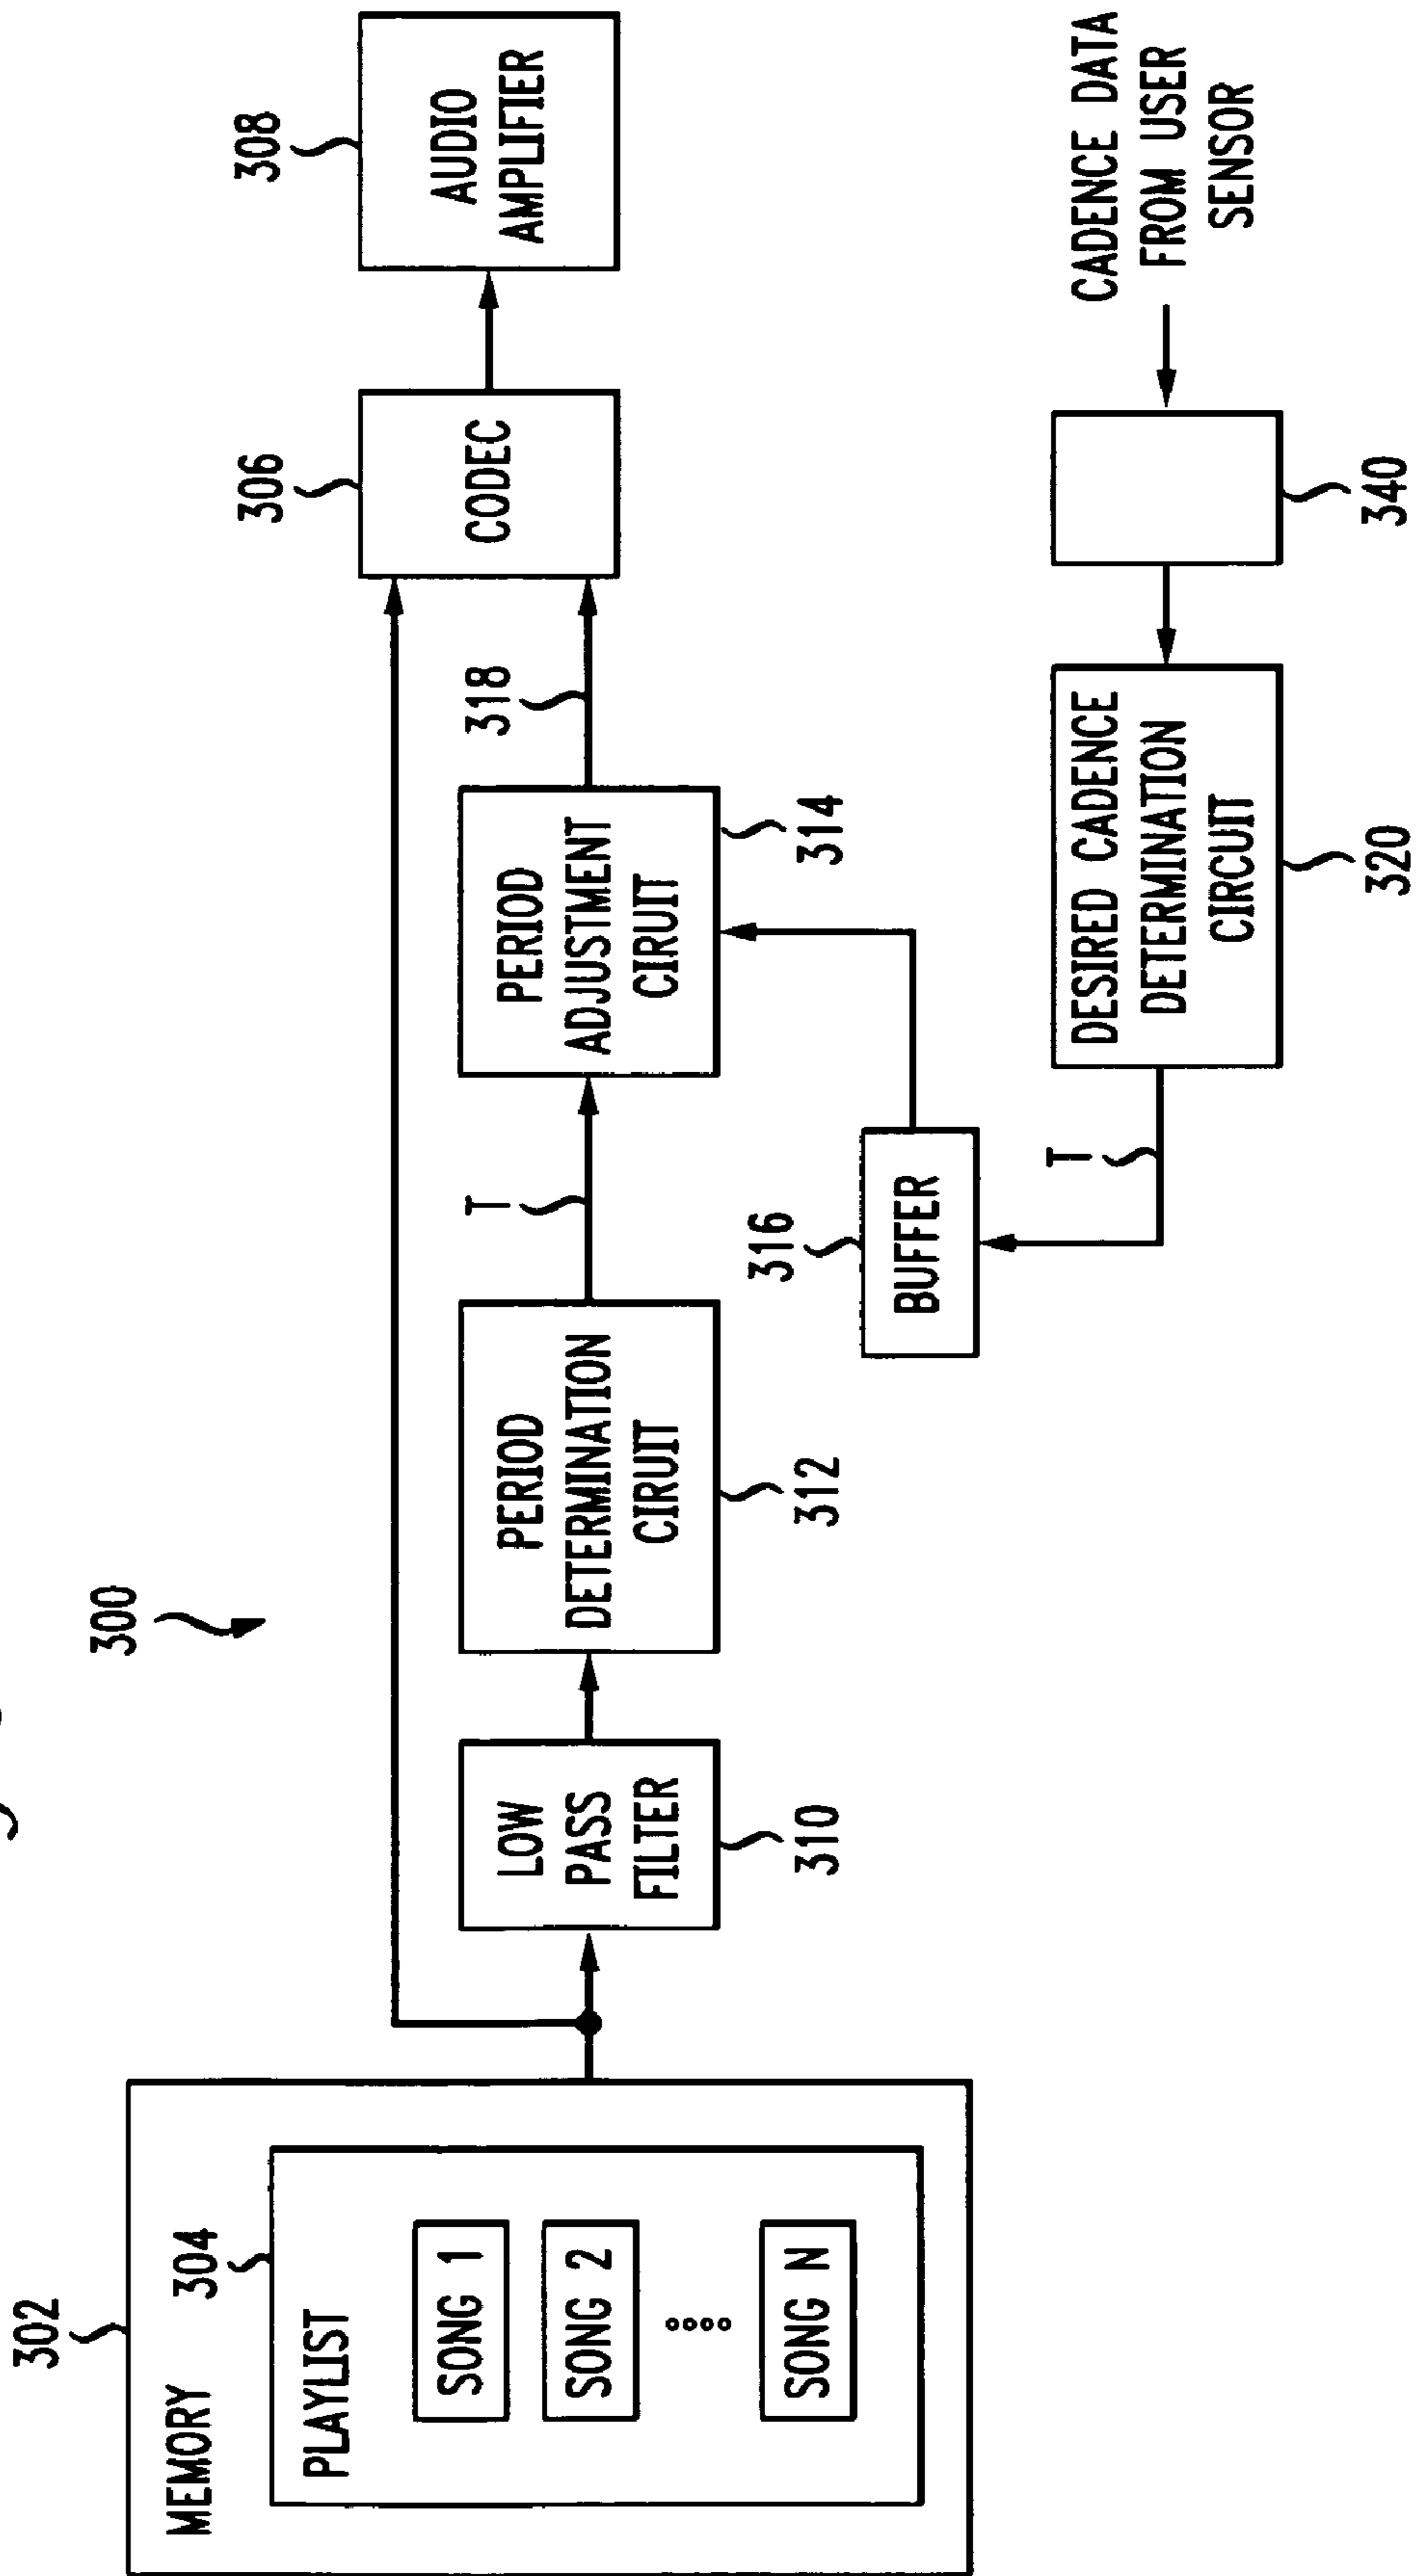 300
302
MEMORY
304
PLAYLIST
SONG 1
SONG 2
SONG N
LOW
PASS
FILTER
310
PERIOD
DETERMINATION
CIRUIT
312
T
PERIOD
ADJUSTMENT
CIRUIT
314
318
306
CODEC
308
AUDIO
AMPLIFIER
316
BUFFER
T
DESIRED CADENCE
DETERMINATION
CIRCUIT
320
340
CADENCE DATA
FROM USER
SENSOR